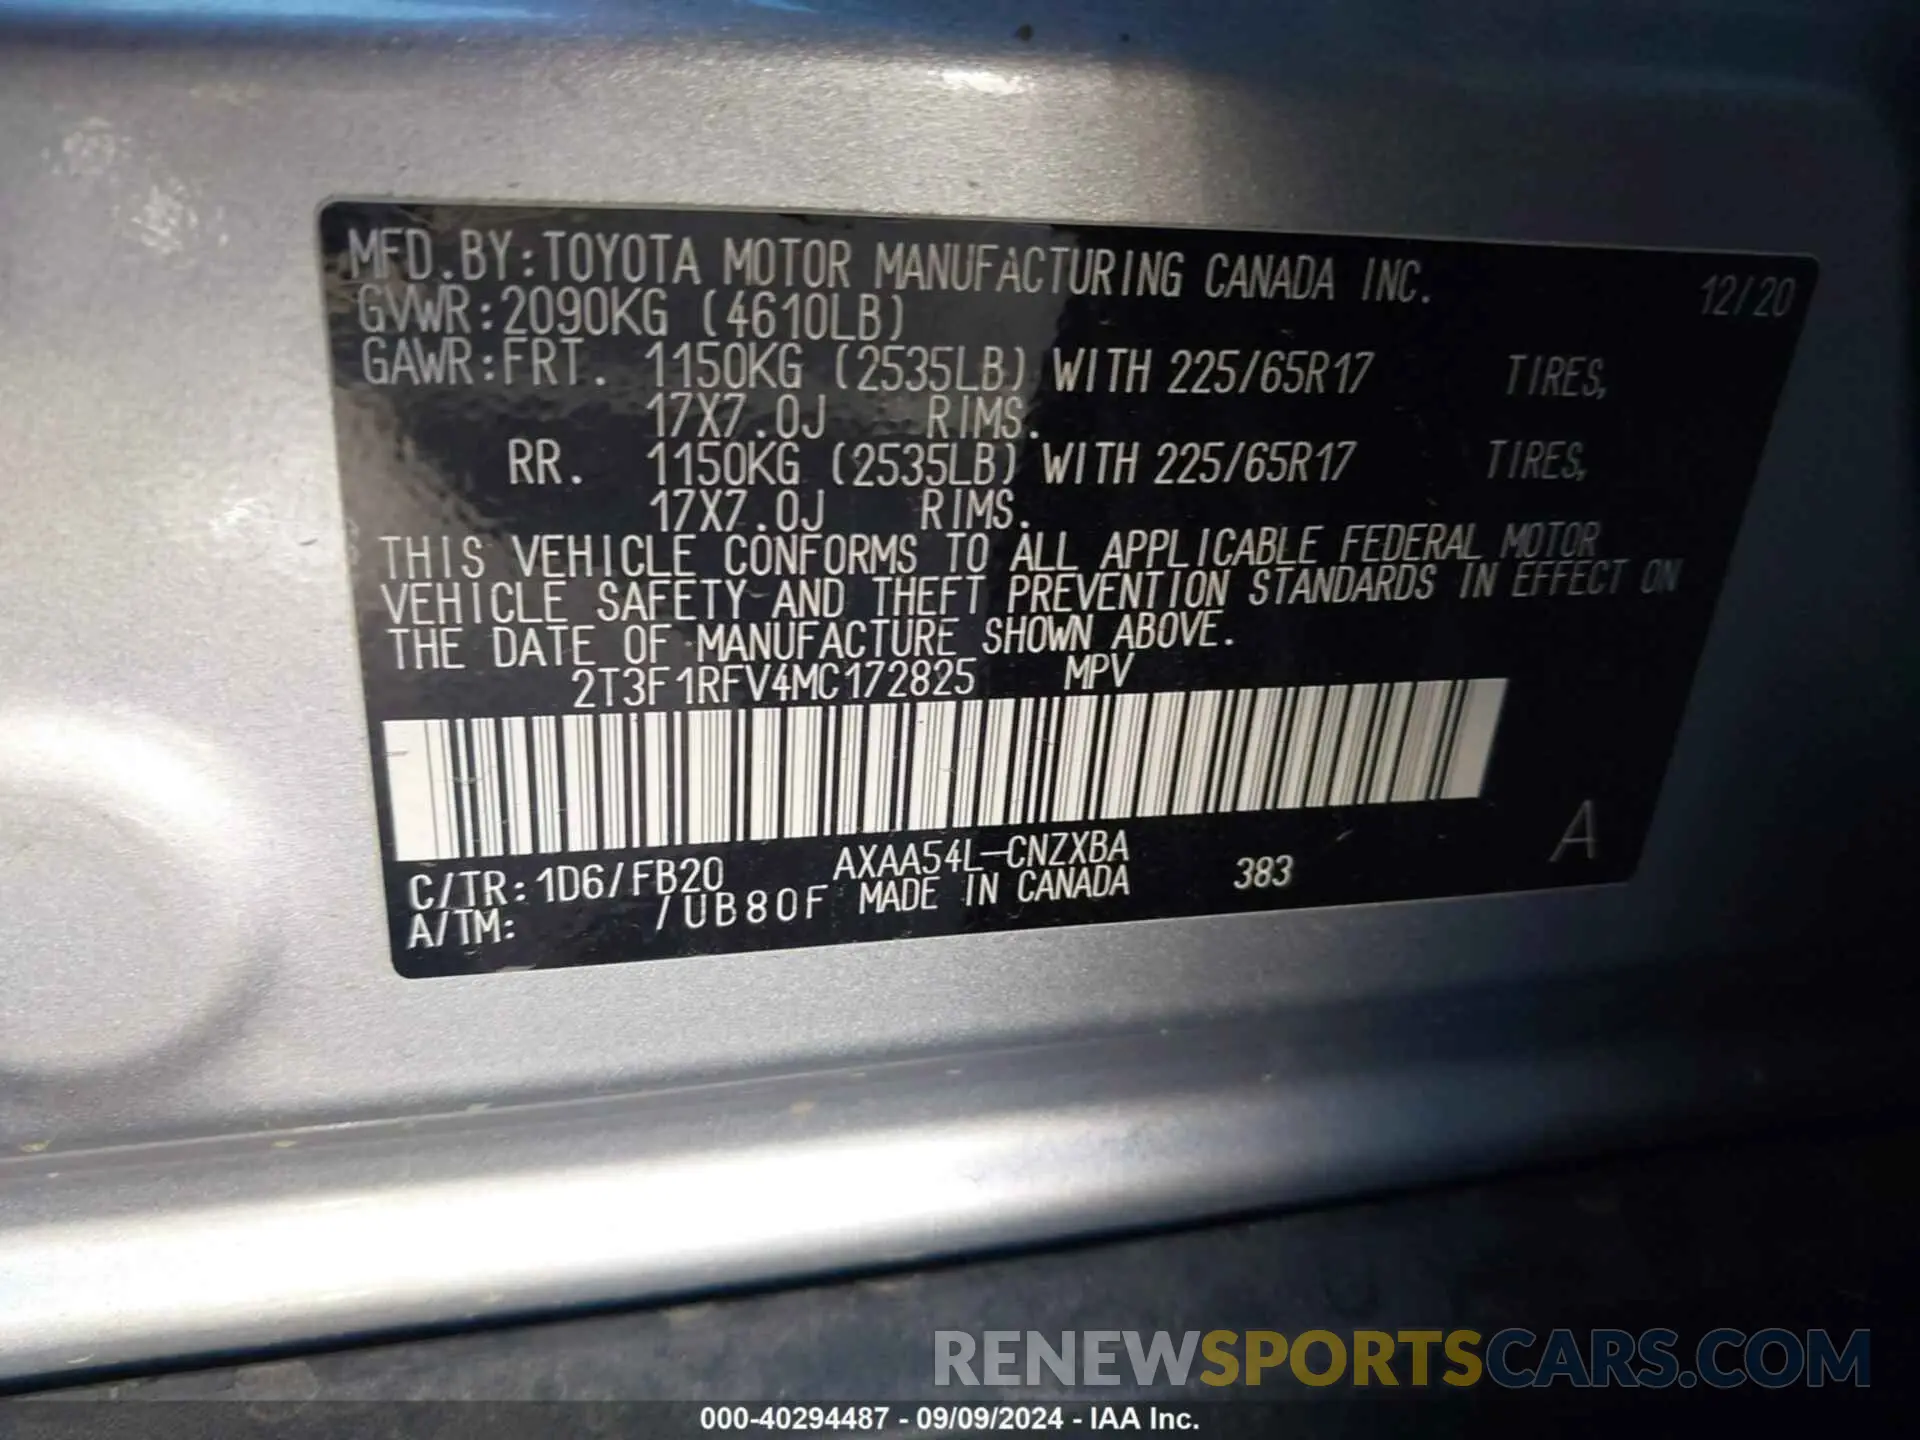 MFD.BY:TOYOTA MOTOR MANUFACTURING CANADA INC. 12/20
GVWR:2090KG (4610LB)
GAWR:FRT. 1150KG (2535LB) WITH 225/65R17 TIRES,
17X7.0J RIMS.
RR. 1150KG (2535LB) WITH 225/65R17 TIRES,
17X7.0J RIMS.
THIS VEHICLE CONFORMS TO ALL APPLICABLE FEDERAL MOTOR
VEHICLE SAFETY AND THEFT PREVENTION STANDARDS IN EFFECT ON
THE DATE OF MANUFACTURE SHOWN ABOVE.
2T3F1RFV4MC172825 MPV
C/TR:1D6/FB20 AXAA54L-CNZXBA 383 A
A/TM: /UB80F MADE IN CANADA
RENEWSPORTSCARS.COM
000-40294487 - 09/09/2024 - IAA Inc.